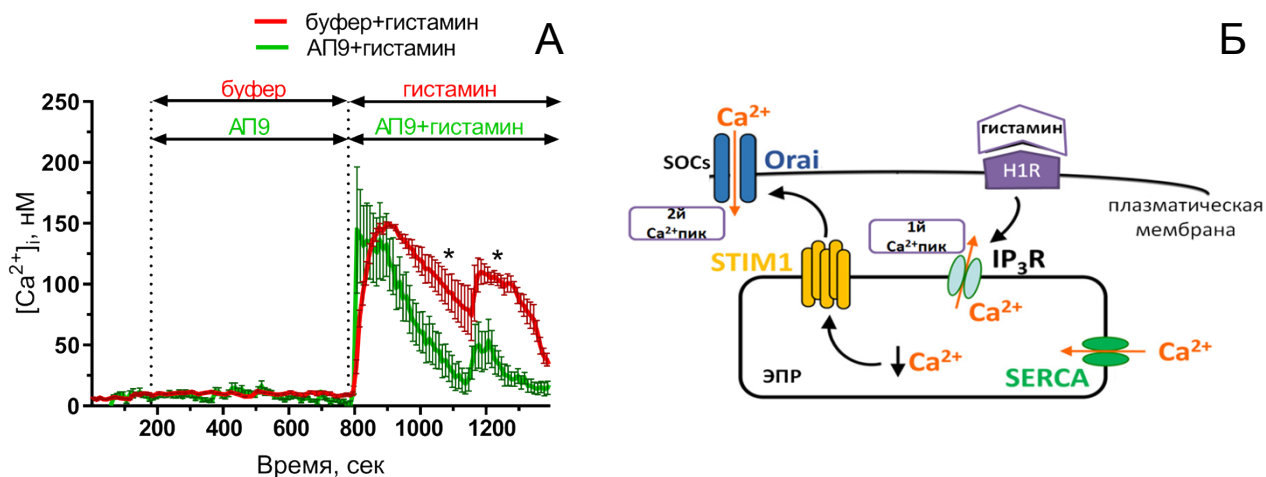 буфер+гистамин
АП9+гистамин
А
буфер
гистамин
АП9
АП9+гистамин
250
200
150
100
50
0
[Ca²⁺]ᵢ, нМ
* *
200 400 600 800 1000 1200
Время, сек
Б
Ca²⁺
гистамин
SOCs
Orai
H1R
плазматическая
мембрана
2й
Ca²⁺пик
1й
Ca²⁺пик
STIM1
IP₃R
Ca²⁺
Ca²⁺
Ca²⁺
SERCA
ЭПР